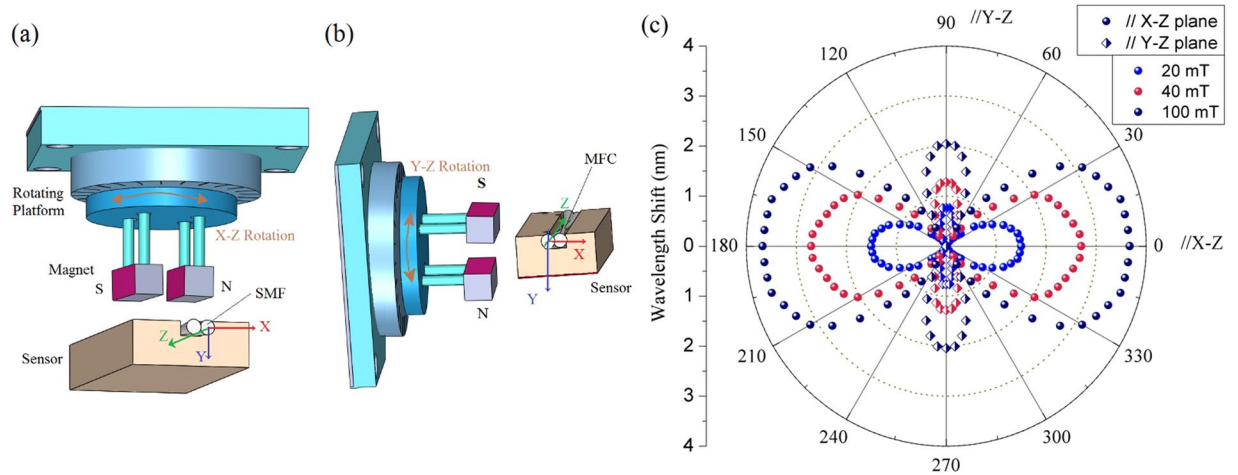 (a)
Rotating
Platform
X-Z Rotation
Magnet
S
N
SMF
X
Z
Y
Sensor
(b)
Y-Z Rotation
S
MFC
Z
X
Y
N
Sensor
(c)
90 //Y-Z
// X-Z plane
// Y-Z plane
20 mT
40 mT
100 mT
120
60
150
30
180
0 //X-Z
210
330
240
300
270
4
3
2
1
0
1
2
3
4
Wavelength Shift (nm)